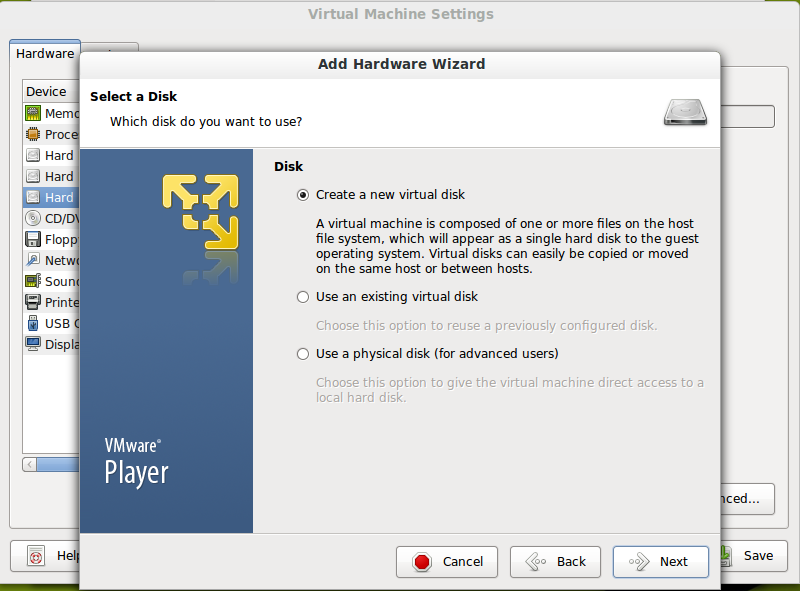 Virtual Machine Settings
Hardware
Add Hardware Wizard
Select a Disk
Which disk do you want to use?
Device
Memo
Proce
Hard
Hard
Hard
CD/DV
Flopp
Netwo
Soun
Printe
USB C
Displa
Disk
Create a new virtual disk
A virtual machine is composed of one or more files on the host
file system, which will appear as a single hard disk to the guest
operating system. Virtual disks can easily be copied or moved
on the same host or between hosts.
Use an existing virtual disk
Choose this option to reuse a previously configured disk.
Use a physical disk (for advanced users)
Choose this option to give the virtual machine direct access to a
local hard disk.
VMware®
Player
nced...
Help
Cancel
Back
Next
Save